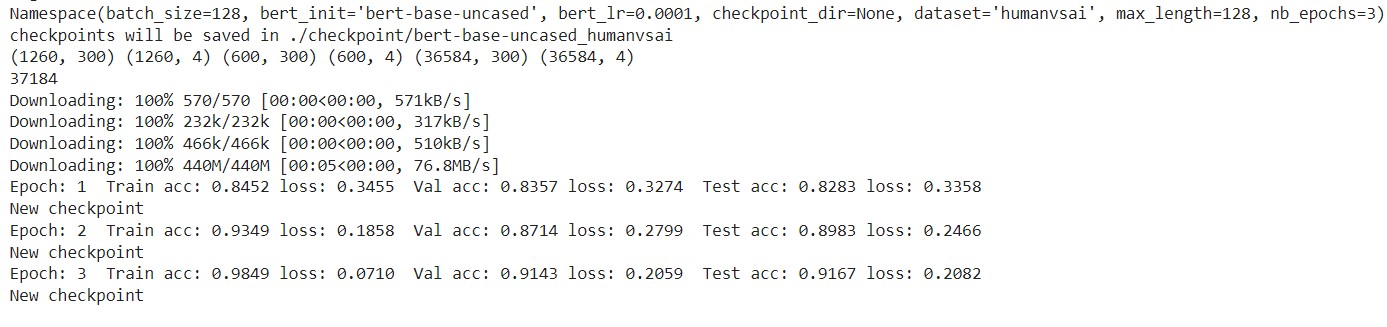 Namespace(batch_size=128, bert_init='bert-base-uncased', bert_lr=0.0001, checkpoint_dir=None, dataset='humanvsai', max_length=128, nb_epochs=3)
checkpoints will be saved in ./checkpoint/bert-base-uncased_humanvsai
(1260, 300) (1260, 4) (600, 300) (600, 4) (36584, 300) (36584, 4)
37184
Downloading: 100% 570/570 [00:00<00:00, 571kB/s]
Downloading: 100% 232k/232k [00:00<00:00, 317kB/s]
Downloading: 100% 466k/466k [00:00<00:00, 510kB/s]
Downloading: 100% 440M/440M [00:05<00:00, 76.8MB/s]
Epoch: 1  Train acc: 0.8452 loss: 0.3455  Val acc: 0.8357 loss: 0.3274  Test acc: 0.8283 loss: 0.3358
New checkpoint
Epoch: 2  Train acc: 0.9349 loss: 0.1858  Val acc: 0.8714 loss: 0.2799  Test acc: 0.8983 loss: 0.2466
New checkpoint
Epoch: 3  Train acc: 0.9849 loss: 0.0710  Val acc: 0.9143 loss: 0.2059  Test acc: 0.9167 loss: 0.2082
New checkpoint